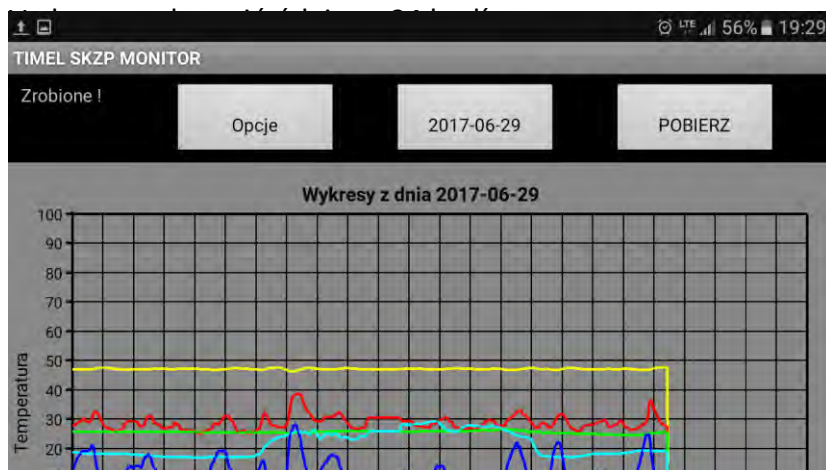 LTE 56% 19:29
TIMEL SKZP MONITOR
Zrobione !
Opcje
2017-06-29
POBIERZ
Wykresy z dnia 2017-06-29
100
90
80
70
60
50
40
30
20
Temperatura